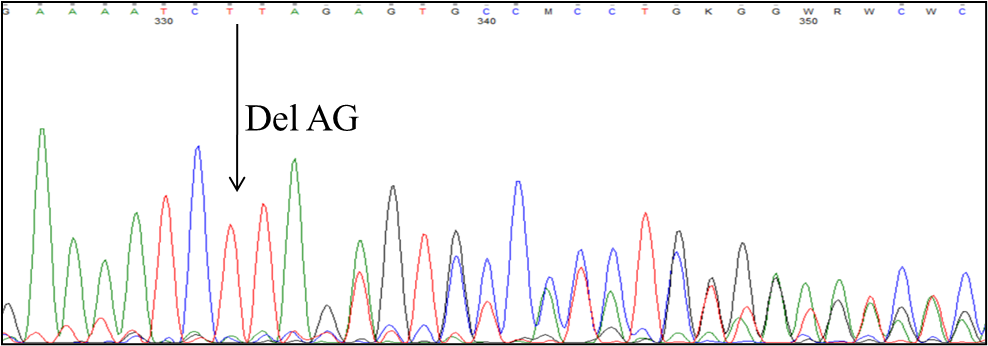 G A A A A T C T T A G A G T G C C M C C T G K G G W R W C W C
330 340 350
Del AG